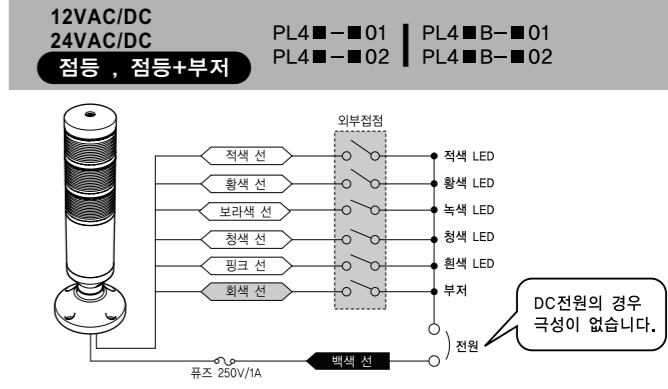 12VAC/DC
24VAC/DC
점등 , 점등+부저
PL4■-■01
PL4■-■02
PL4■B-■01
PL4■B-■02
외부접점
적색 선
적색 LED
황색 선
황색 LED
보라색 선
녹색 LED
청색 선
청색 LED
핑크 선
흰색 LED
회색 선
부저
DC전원의 경우
극성이 없습니다.
전원
백색 선
퓨즈 250V/1A